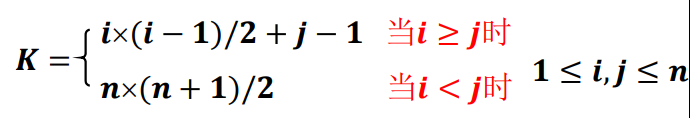 K = { i×(i − 1)/2 + j − 1 当i ≥ j时
n×(n + 1)/2 当i < j时 1 ≤ i, j ≤ n